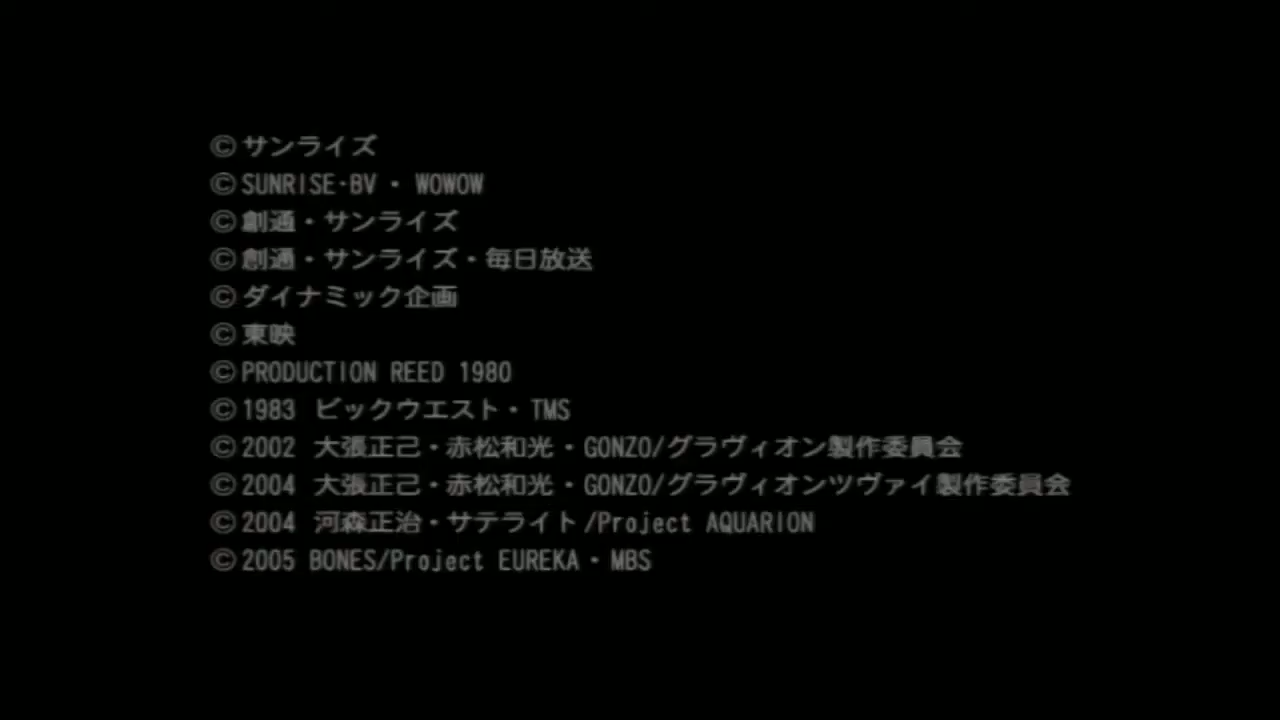 ©サンライズ
©SUNRISE・BV ・ WOWOW
©創通・サンライズ
©創通・サンライズ・毎日放送
©ダイナミック企画
©東映
©PRODUCTION REED 1980
©1983 ビックウエスト・TMS
©2002 大張正己・赤松和光・GONZO/グラヴィオン製作委員会
©2004 大張正己・赤松和光・GONZO/グラヴィオンツヴァイ製作委員会
©2004 河森正治・サテライト/Project AQUARION
©2005 BONES/Project EUREKA・MBS